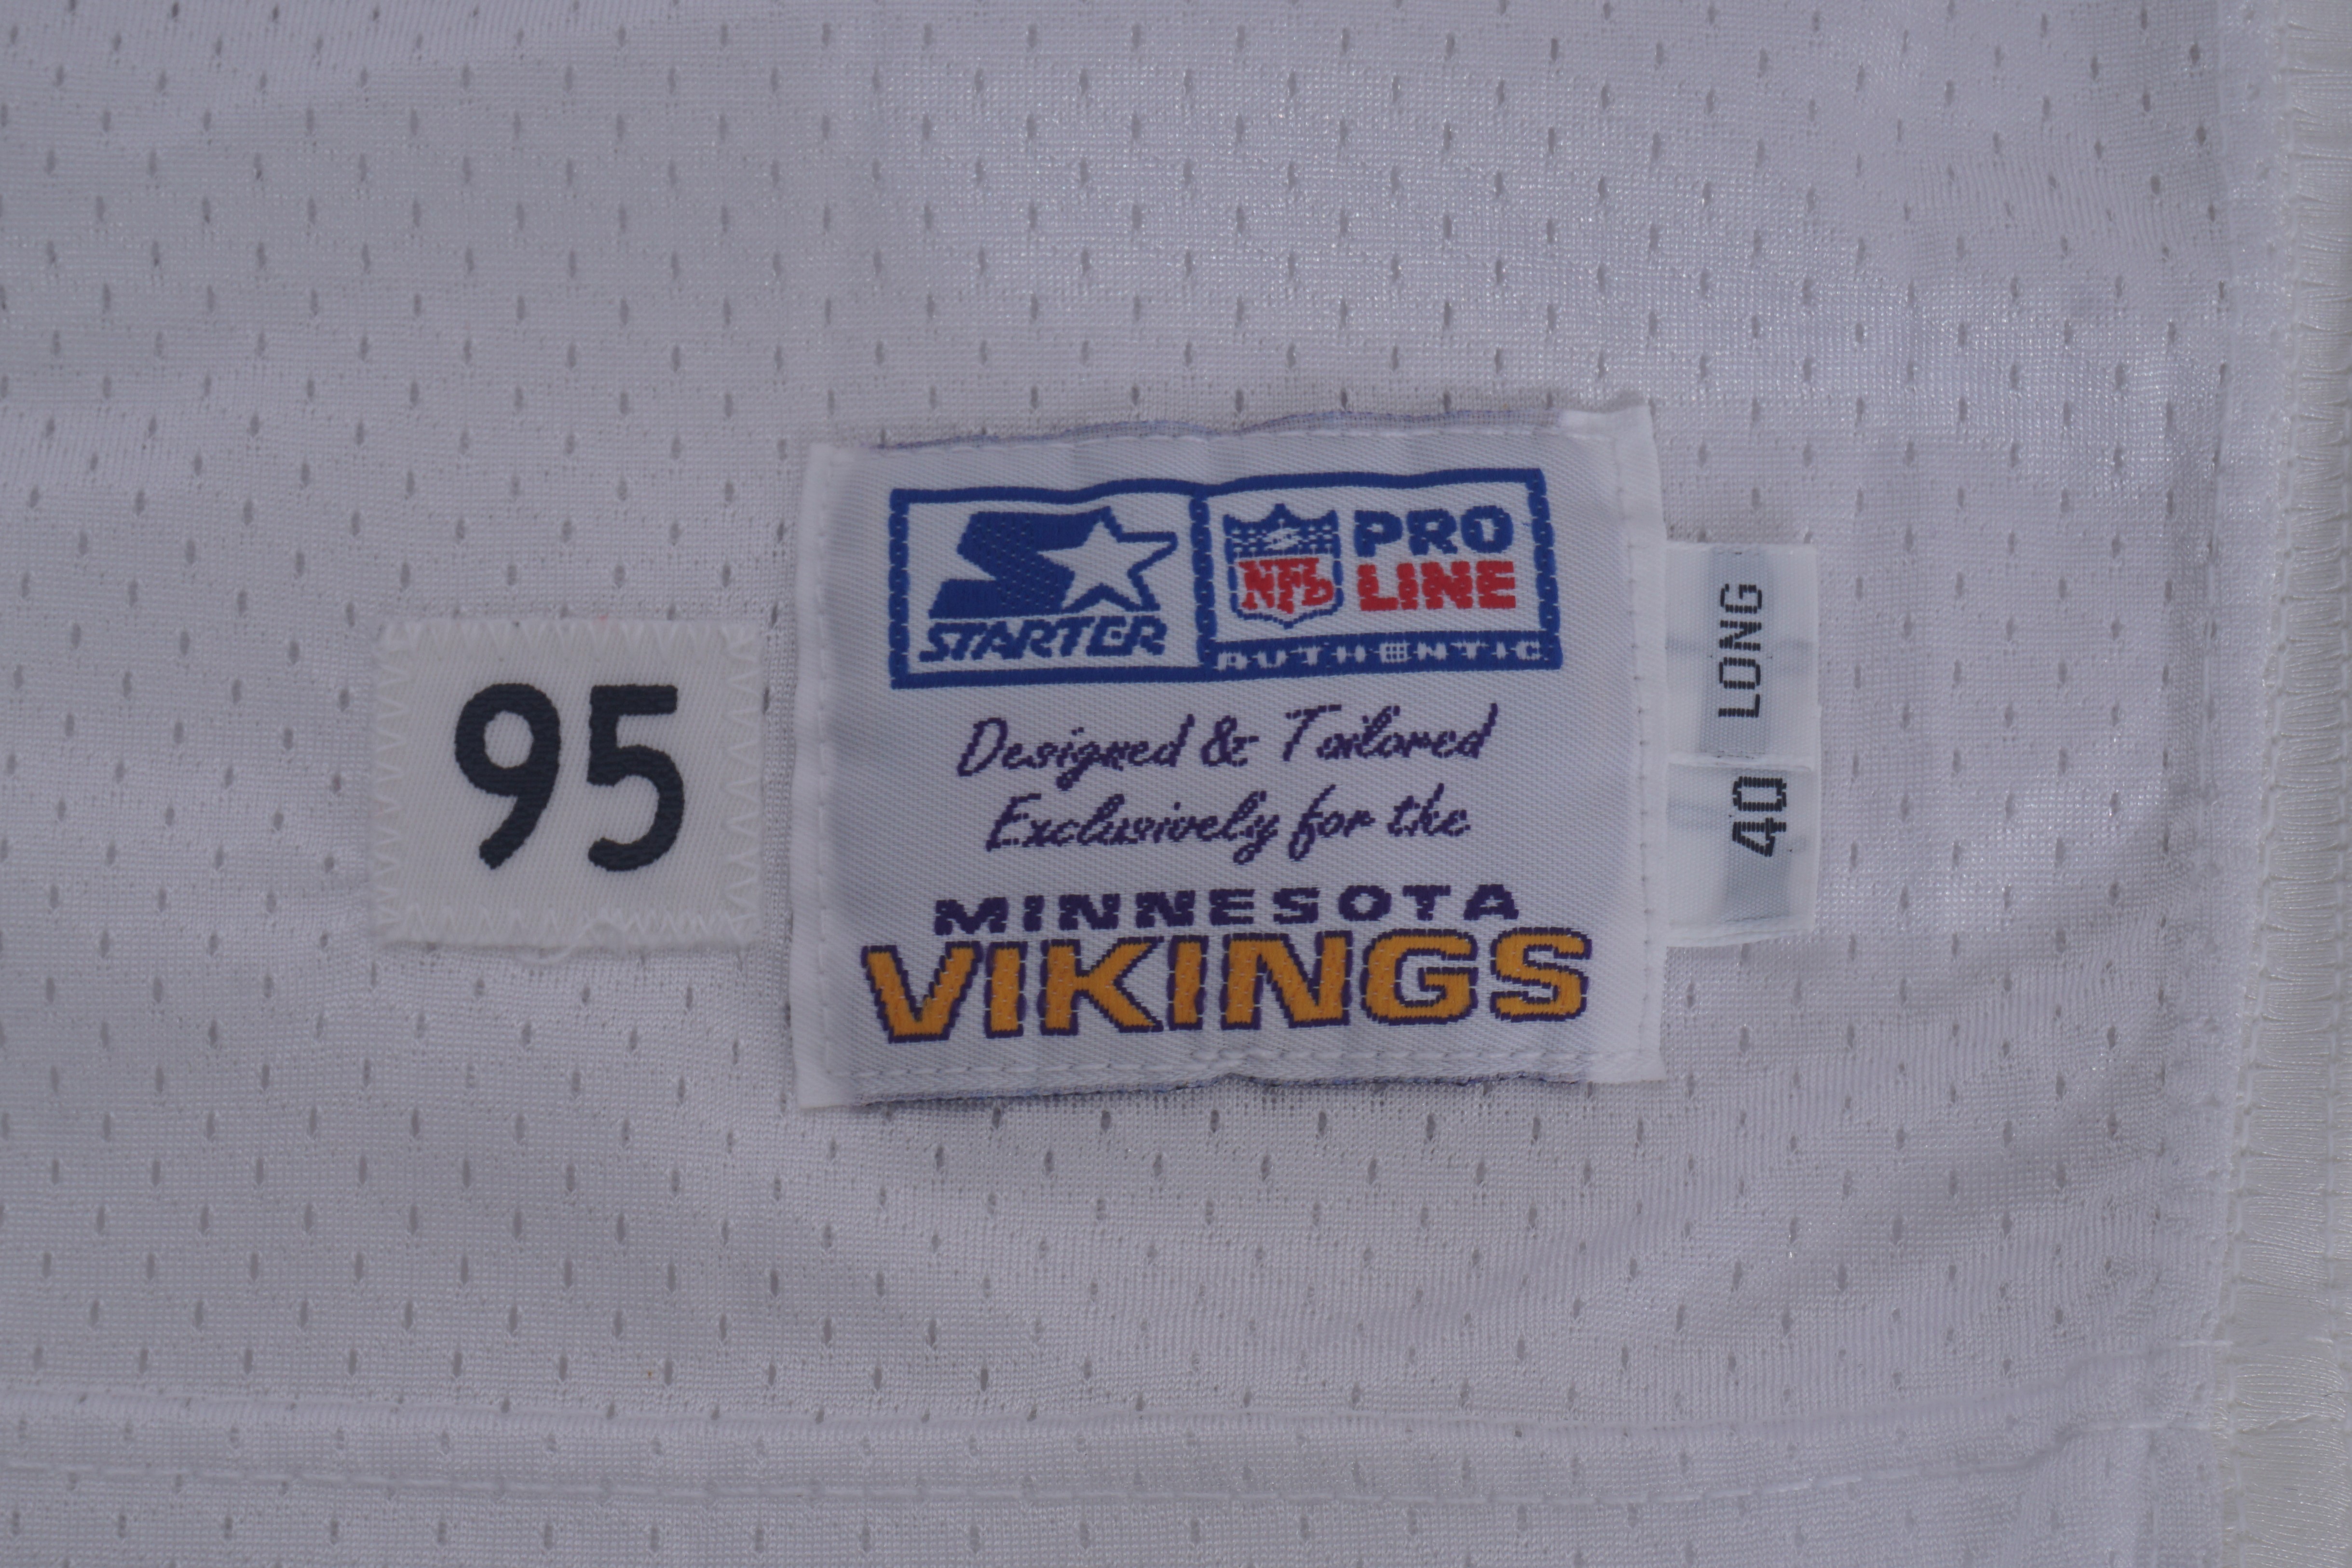 95
STARTER
NFL
PRO
LINE
AUTHENTIC
Designed & Tailored
Exclusively for the
MINNESOTA
VIKINGS
40
LONG